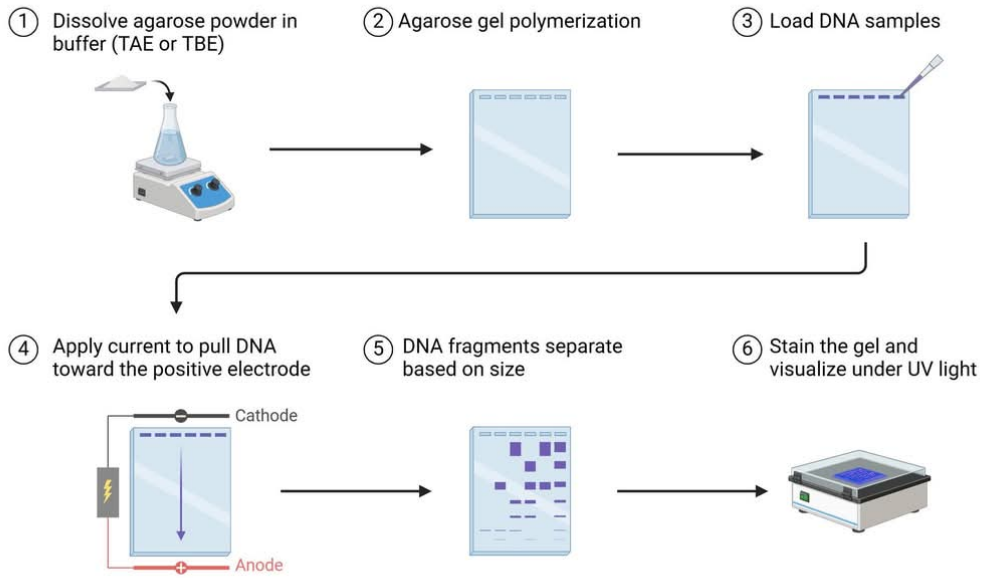 1 Dissolve agarose powder in
buffer (TAE or TBE)
2 Agarose gel polymerization
3 Load DNA samples
4 Apply current to pull DNA
toward the positive electrode
Cathode
Anode
5 DNA fragments separate
based on size
6 Stain the gel and
visualize under UV light